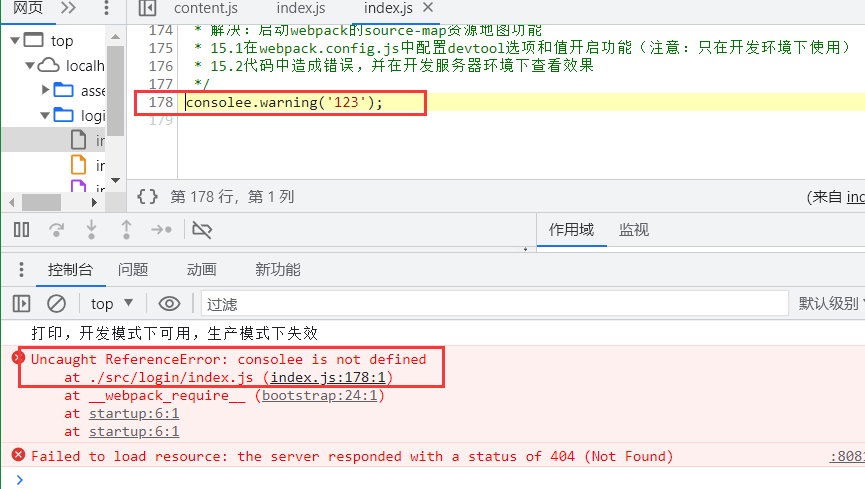 网页
content.js index.js index.js
top
localh
asse
logi
in
in
in
174 * 解决：启动webpack的source-map资源地图功能
175 * 15.1在webpack.config.js中配置devtool选项和值开启功能（注意：只在开发环境下使用）
176 * 15.2代码中造成错误，并在开发服务器环境下查看效果
177 */
178 consolee.warning('123');
179
{} 第 178 行，第 1 列 (来自 ind
作用域 监视
控制台 问题 动画 新功能
top 过滤 默认级别
打印，开发模式下可用，生产模式下失效
Uncaught ReferenceError: consolee is not defined
at ./src/login/index.js (index.js:178:1)
at __webpack_require__ (bootstrap:24:1)
at startup:6:1
at startup:6:1
Failed to load resource: the server responded with a status of 404 (Not Found) :808